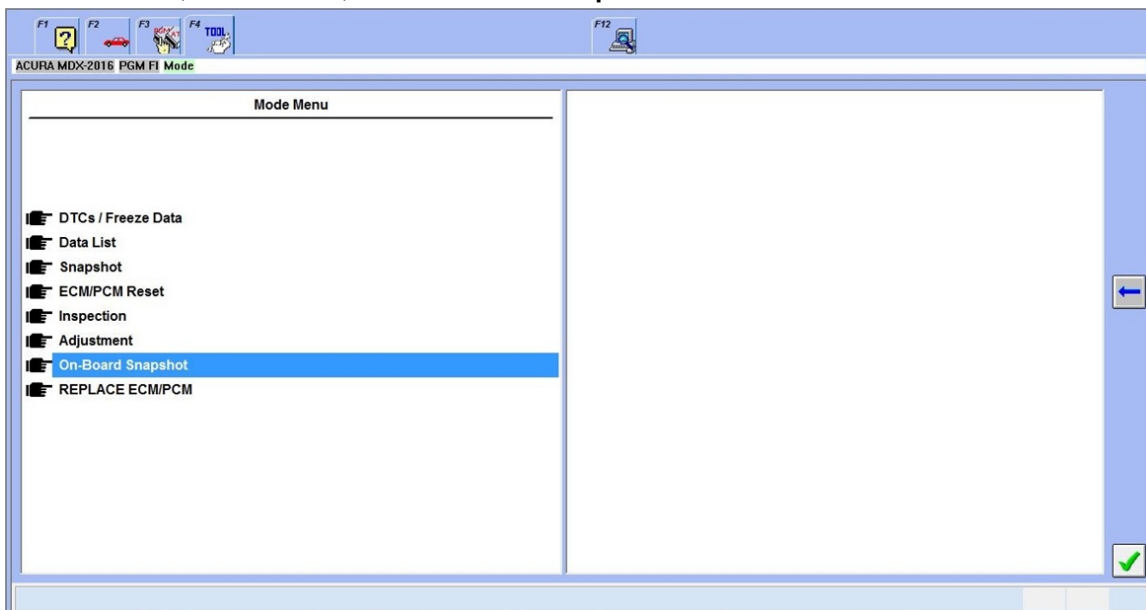 F1 F2 F3 F4 TOOL F12
ACURA MDX-2016 PGM FI Mode
Mode Menu
DTCs / Freeze Data
Data List
Snapshot
ECM/PCM Reset
Inspection
Adjustment
On-Board Snapshot
REPLACE ECM/PCM